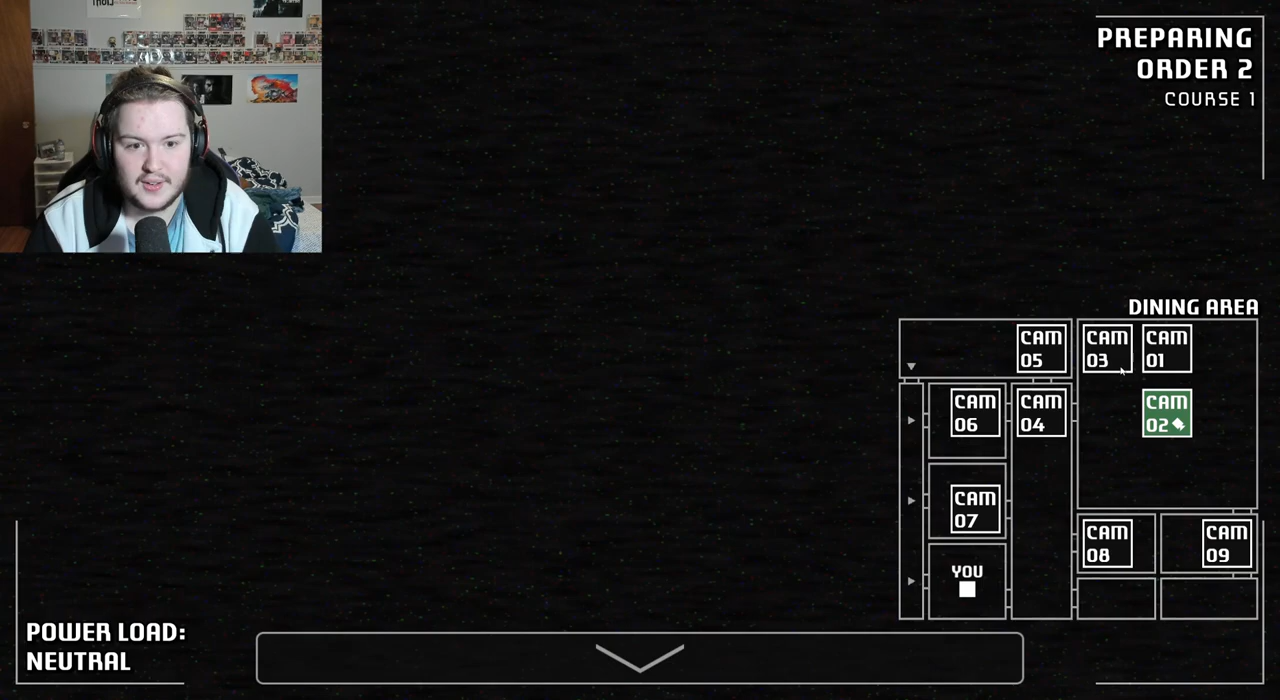 PREPARING
ORDER 2
COURSE 1
DINING AREA
CAM
05
CAM
03
CAM
01
CAM
06
CAM
04
CAM
02
CAM
07
CAM
08
CAM
09
YOU
POWER LOAD:
NEUTRAL